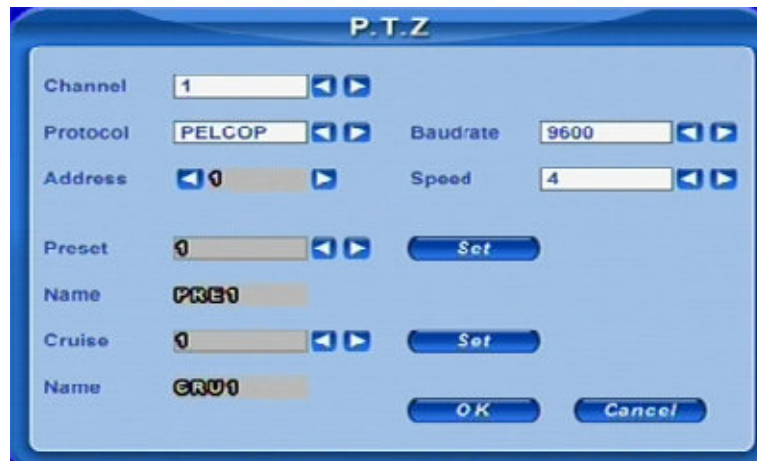 P.T.Z
Channel 1
Protocol PELCOP Baudrate 9600
Address 1 Speed 4
Preset 1 Set
Name PRE1
Cruise 1 Set
Name CRU1
OK Cancel